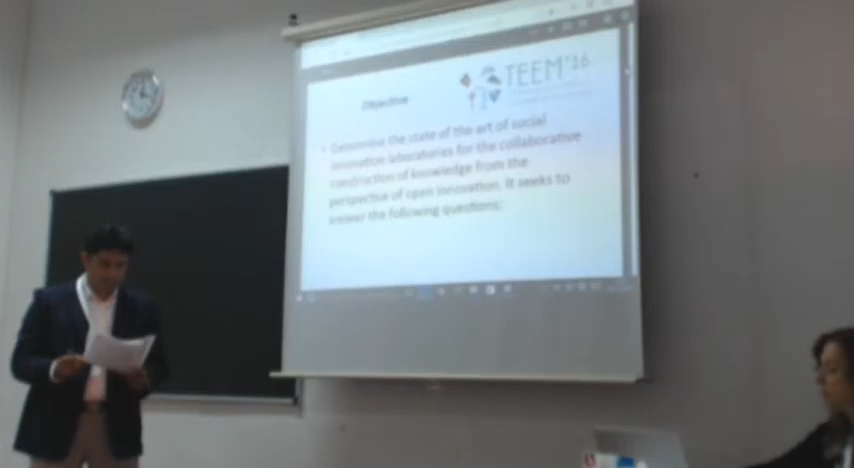 TEEM'16
Objective
• Determine the state of the art of social
innovation laboratories for the collaborative
construction of knowledge from the
perspective of open innovation. It seeks to
answer the following questions: